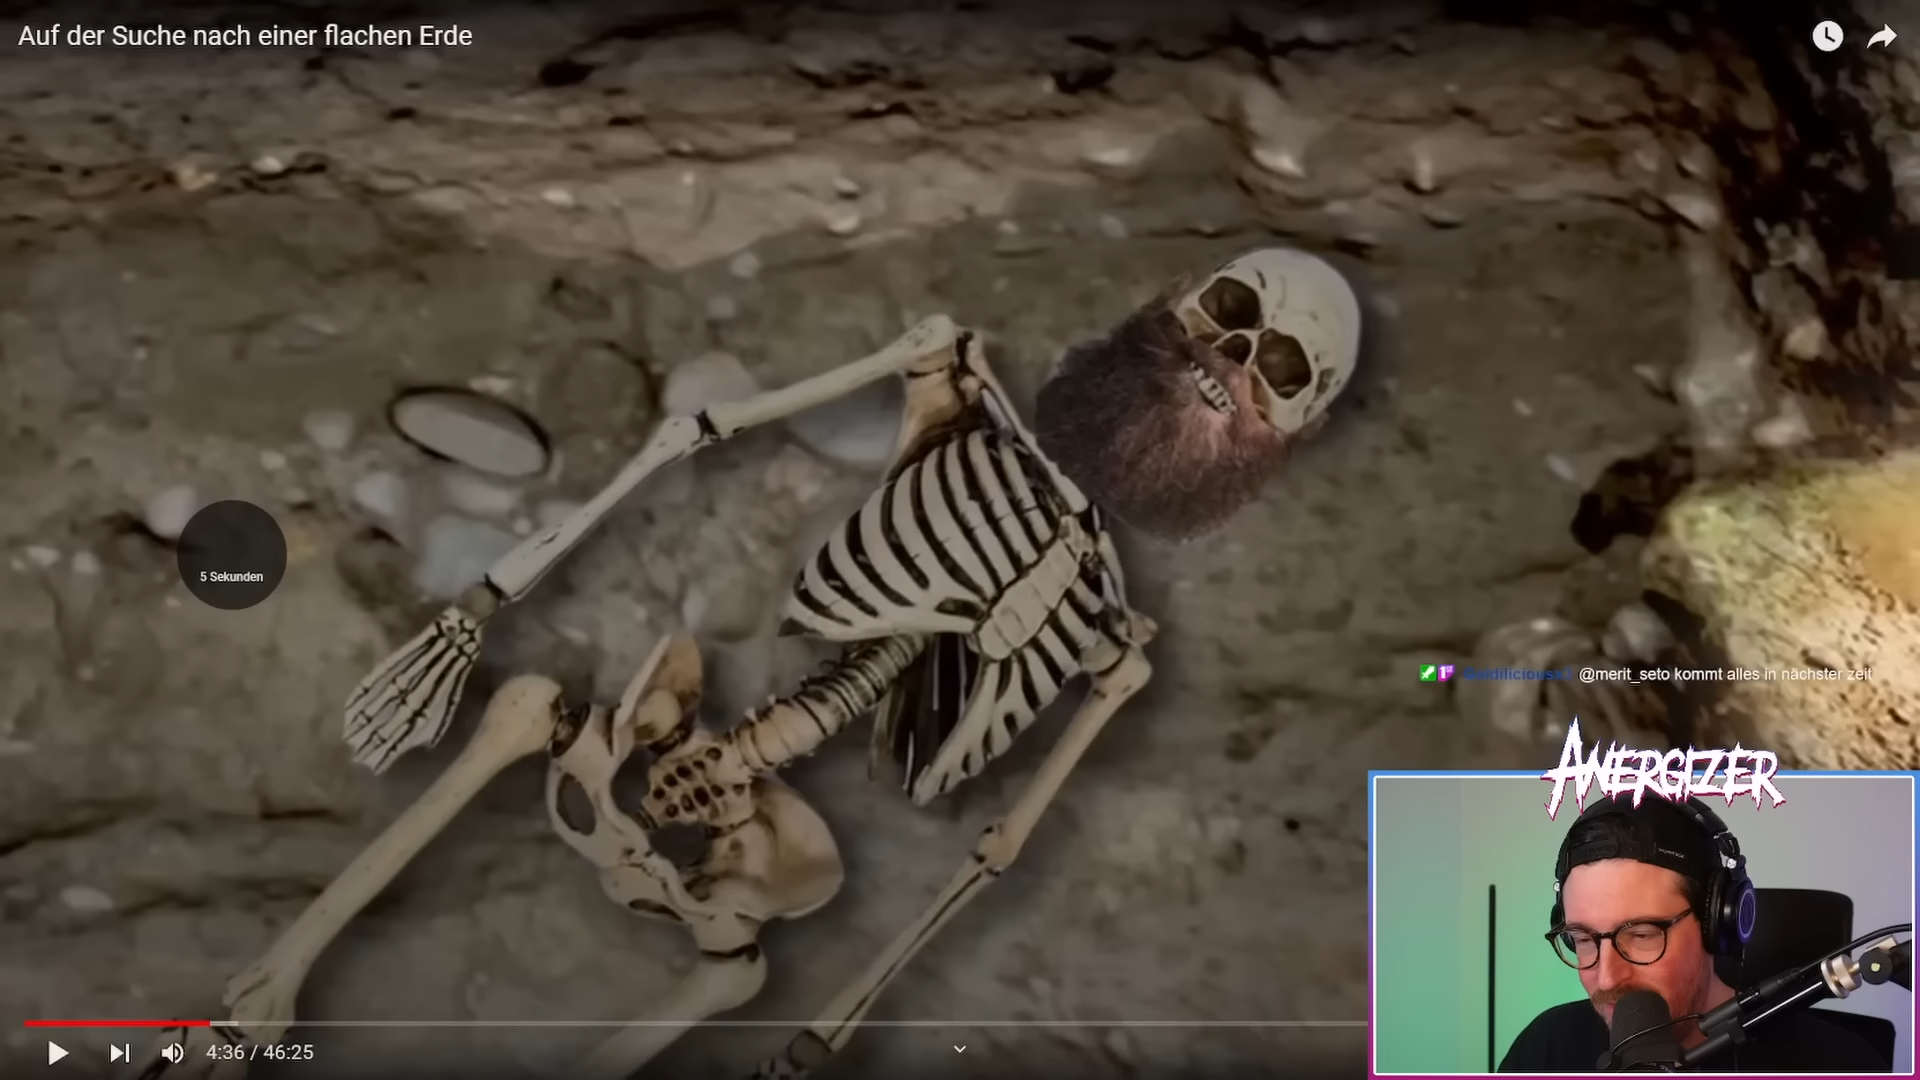 Auf der Suche nach einer flachen Erde
5 Sekunden
@merit_seto kommt alles in nächster zeit
AWERGIZER
4:36 / 46:25